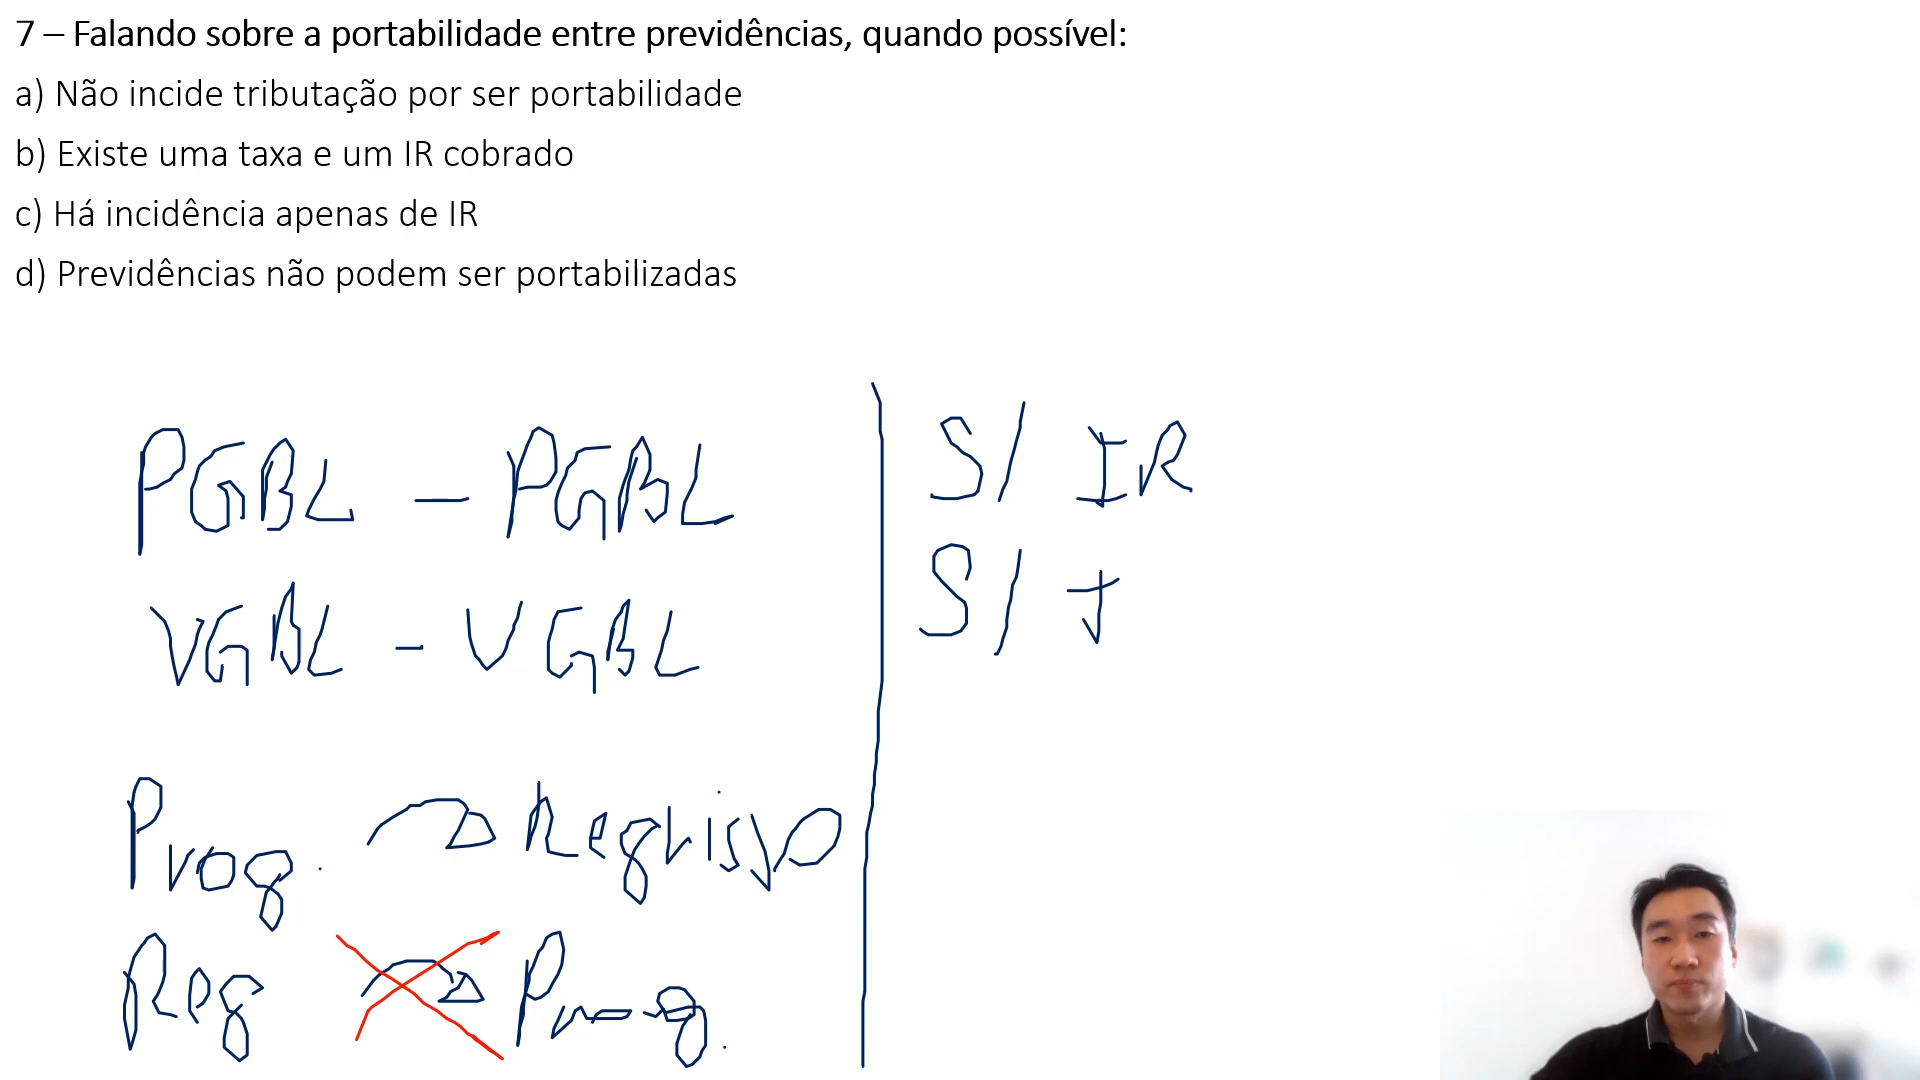 7 – Falando sobre a portabilidade entre previdências, quando possível:
a) Não incide tributação por ser portabilidade
b) Existe uma taxa e um IR cobrado
c) Há incidência apenas de IR
d) Previdências não podem ser portabilizadas
PGBL – PGBL
VGBL - VGBL
Prog. Regrissvo
Reg Prog.
S/ IR
S/